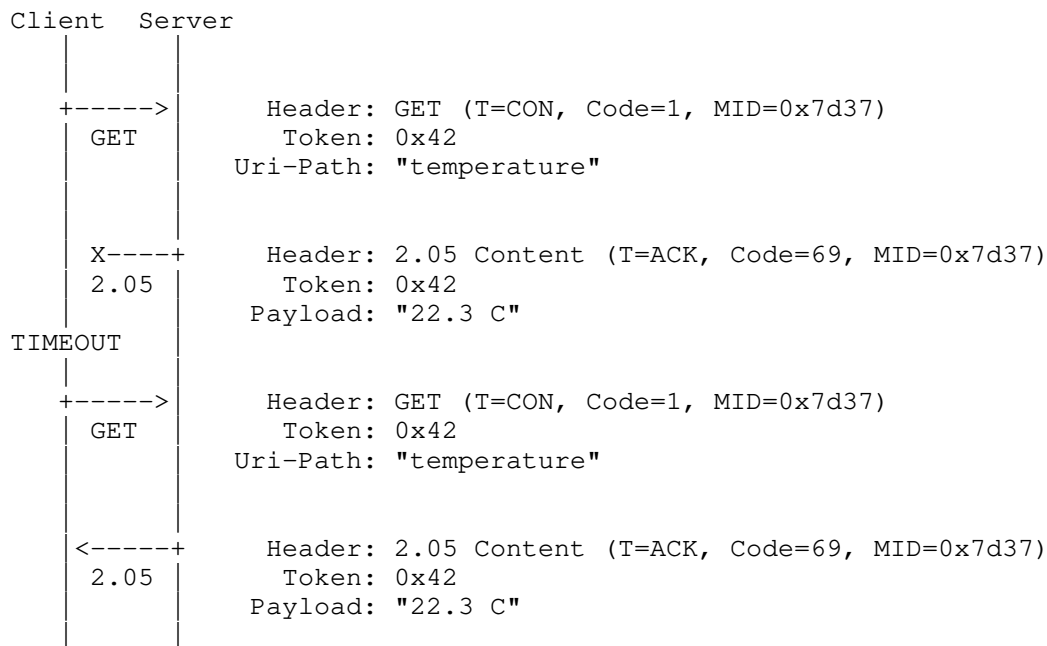 Client Server
+----->| Header: GET (T=CON, Code=1, MID=0x7d37)
| GET | Token: 0x42
Uri-Path: "temperature"
X----+ Header: 2.05 Content (T=ACK, Code=69, MID=0x7d37)
| 2.05 | Token: 0x42
Payload: "22.3 C"
TIMEOUT
+----->| Header: GET (T=CON, Code=1, MID=0x7d37)
| GET | Token: 0x42
Uri-Path: "temperature"
|<-----+ Header: 2.05 Content (T=ACK, Code=69, MID=0x7d37)
| 2.05 | Token: 0x42
Payload: "22.3 C"